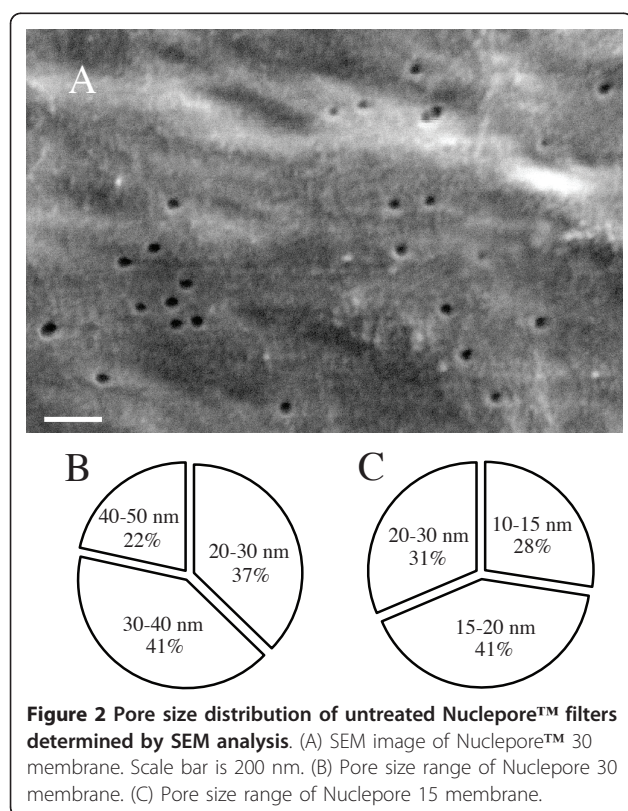 A
B
40-50 nm
22%
20-30 nm
37%
30-40 nm
41%
C
20-30 nm
31%
10-15 nm
28%
15-20 nm
41%
Figure 2 Pore size distribution of untreated Nuclepore™ filters
determined by SEM analysis. (A) SEM image of Nuclepore™ 30
membrane. Scale bar is 200 nm. (B) Pore size range of Nuclepore 30
membrane. (C) Pore size range of Nuclepore 15 membrane.